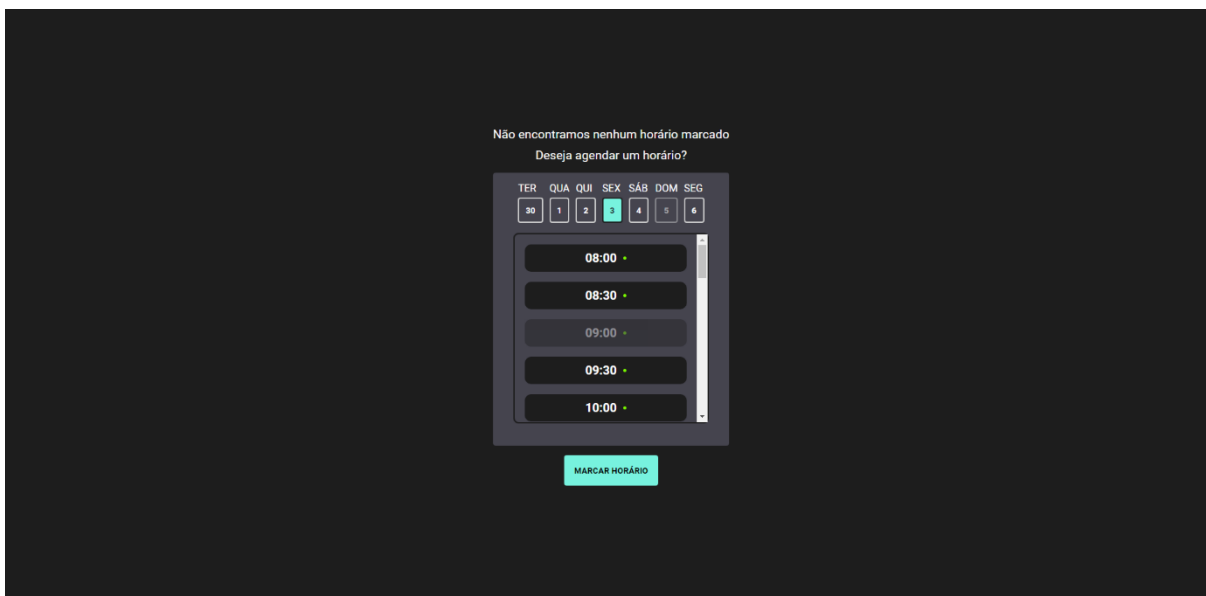 Não encontramos nenhum horário marcado
Deseja agendar um horário?
TER QUA QUI SEX SÁB DOM SEG
30 1 2 3 4 5 6
08:00
08:30
09:00
09:30
10:00
MARCAR HORÁRIO